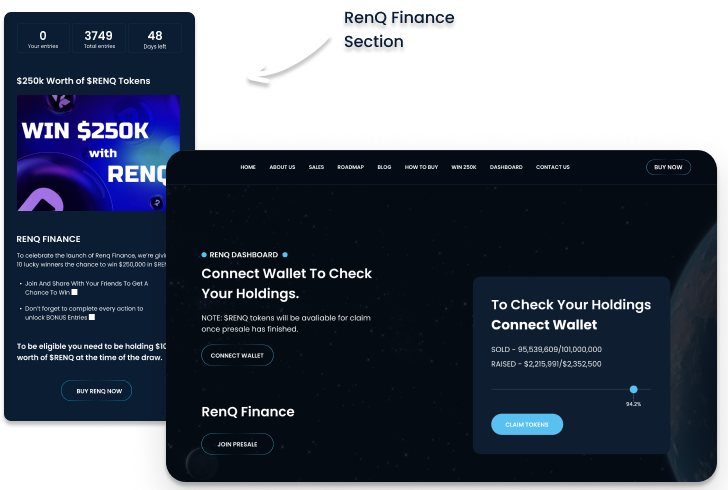 RenQ Finance
Section
0
Your entries
3749
Total entries
48
Days left
$250k Worth of $RENQ Tokens
WIN $250K
with
RENQ
RENQ FINANCE
To celebrate the launch of Renq Finance, we're
10 lucky winners the chance to win $250,000 in
Join And Share With Your Friends To Get A
Chance To Win
Don't forget to complete every action to
unlock BONUS Entries
To be eligible you need to be holding
worth of $RENQ at the time of the draw.
BUY RENQ NOW
HOME ABOUT US SALES ROADMAP BLOG HOW TO BUY WIN 250K DASHBOARD CONTACT US BUY NOW
RENQ DASHBOARD
Connect Wallet To Check
Your Holdings.
NOTE: $RENQ tokens will be available for claim
once presale has finished.
CONNECT WALLET
RenQ Finance
JOIN PRESALE
To Check Your Holdings
Connect Wallet
SOLD - 95,539,609/101,000,000
RAISED - $2,215,991/$2,352,500
94.2%
CLAIM TOKENS